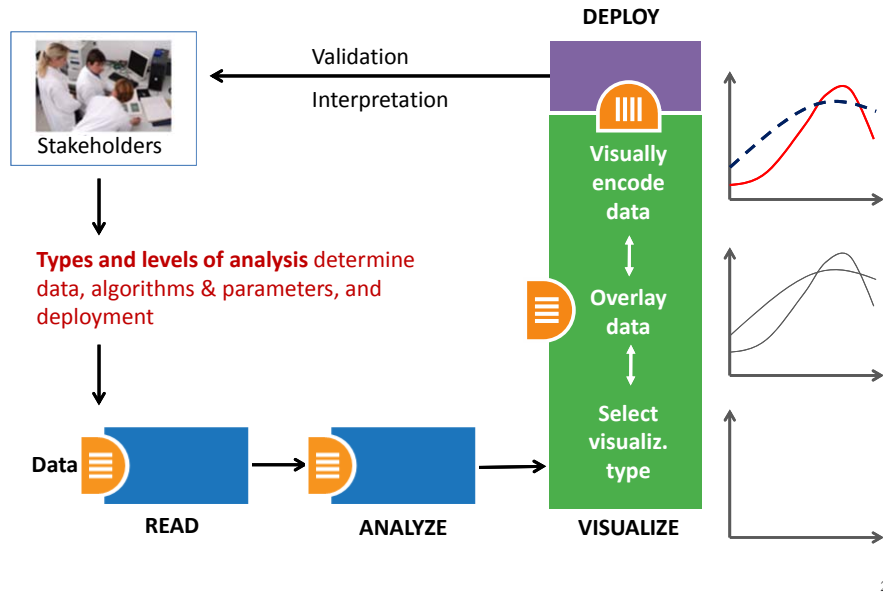 DEPLOY
Validation
Interpretation
Stakeholders
Visually
encode
data
Types and levels of analysis determine
data, algorithms & parameters, and
deployment
Overlay
data
Select
visualiz.
type
Data
READ
ANALYZE
VISUALIZE